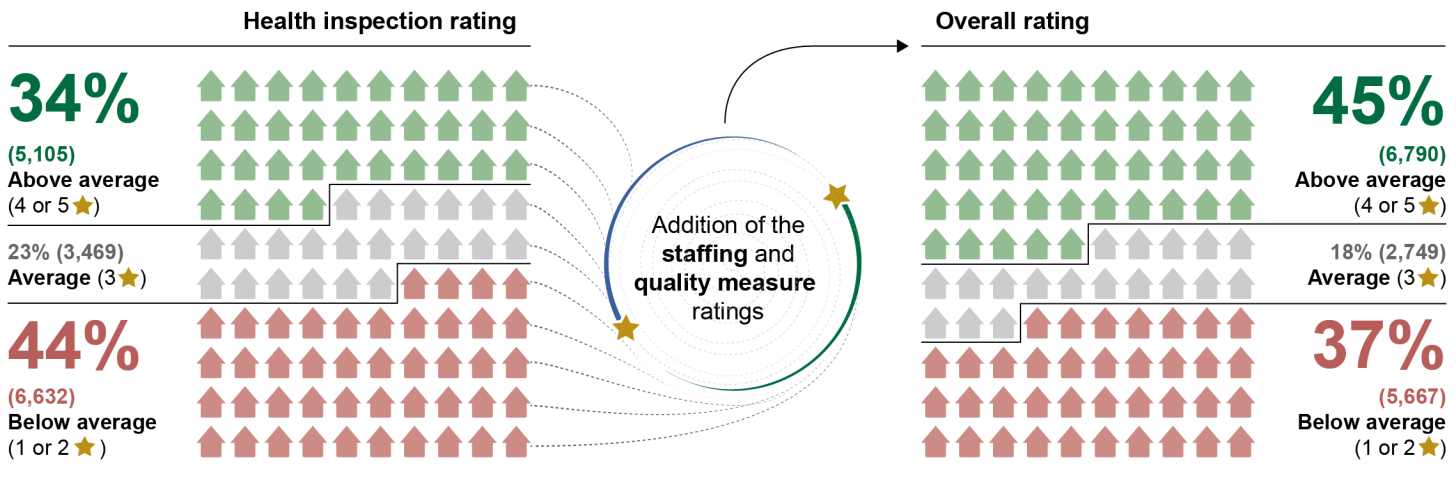 Health inspection rating
34%
(5,105)
Above average
(4 or 5 ★)
23% (3,469)
Average (3★)
44%
(6,632)
Below average
(1 or 2 ★)
Addition of the
staffing and
quality measure
ratings
Overall rating
45%
(6,790)
Above average
(4 or 5 ★)
18% (2,749)
Average (3★)
37%
(5,667)
Below average
(1 or 2 ★)